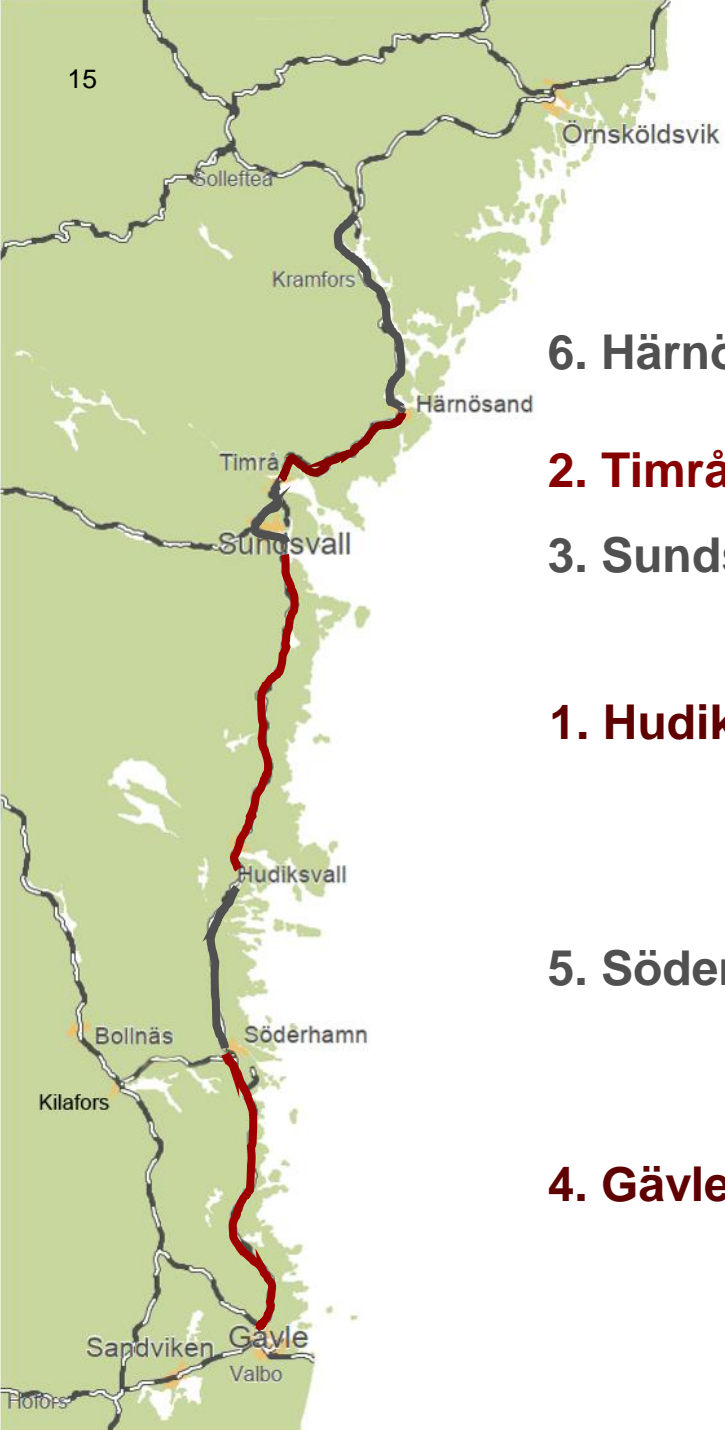 15
Örnsköldsvik
Sollefteå
Kramfors
6. Härnö
Härnösand
Timrå
2. Timrå
Sundsvall
3. Sunds
1. Hudik
Hudiksvall
5. Söder
Bollnäs
Söderhamn
Kilafors
4. Gävle
Sandviken
Gävle
Valbo
Hofors